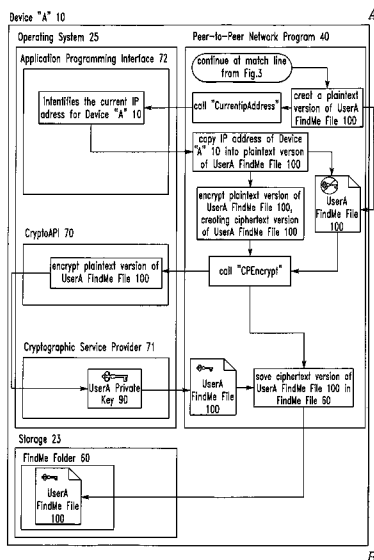 Device "A" 10
A
Operating System 25
Application Programming Interface 72
Intentifies the current IP
adress for Device "A" 10
CryptoAPI 70
encrypt plaintext version of
UserA FindMe File 100
Cryptographic Service Provider 71
UserA Private
Key 90
Peer-to-Peer Network Program 40
continue at match line
from Fig.3
creat a plaintext
version of UserA
FindMe File 100
call "CurrentipAddress"
copy IP address of Device
"A" 10 into plaintext verson
of UserA FindMe File 100
encrypt plaintext version of
UserA FindMe File 100,
creating ciphertext version
of UserA FindMe File 100
UserA
FindMe File
100
call "CPEncrypt"
UserA
FindMe File
100
save ciphertext version of
UserA FindMe File 100 in
FindMe File 60
Storage 23
FindMe Folder 60
UserA
FindMe File
100